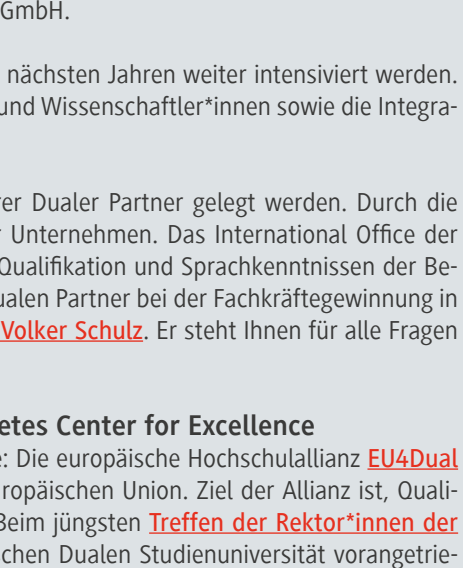 GmbH.
nächsten Jahren weiter intensiviert werden.
und Wissenschaftler*innen sowie die Integra-
rer Dualer Partner gelegt werden. Durch die
r Unternehmen. Das International Office der
Qualifikation und Sprachkenntnissen der Be-
ualen Partner bei der Fachkräftegewinnung in
Volker Schulz. Er steht Ihnen für alle Fragen
etes Center for Excellence
e: Die europäische Hochschulallianz EU4Dual
ropäischen Union. Ziel der Allianz ist, Quali-
Beim jüngsten Treffen der Rektor*innen der
schen Dualen Studienuniversität vorangetrie-